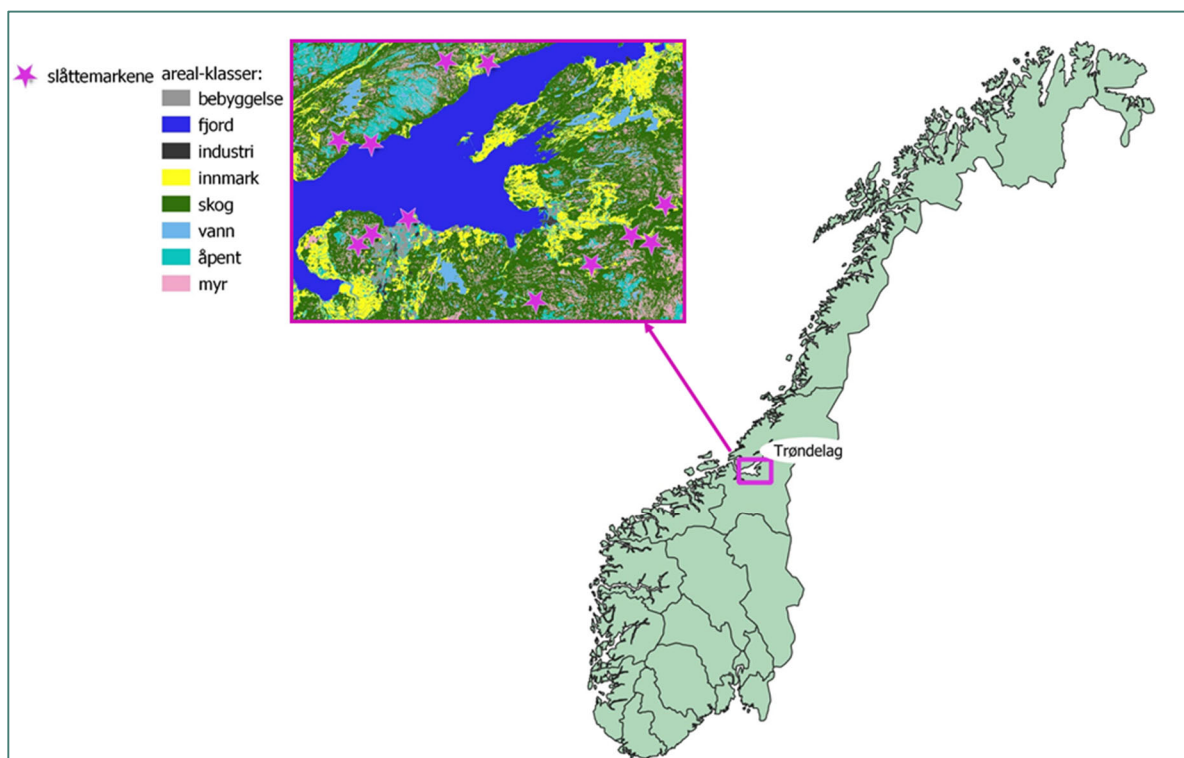 slåttemarkene
areal-klasser:
bebyggelse
fjord
industri
innmark
skog
vann
åpent
myr
Trøndelag